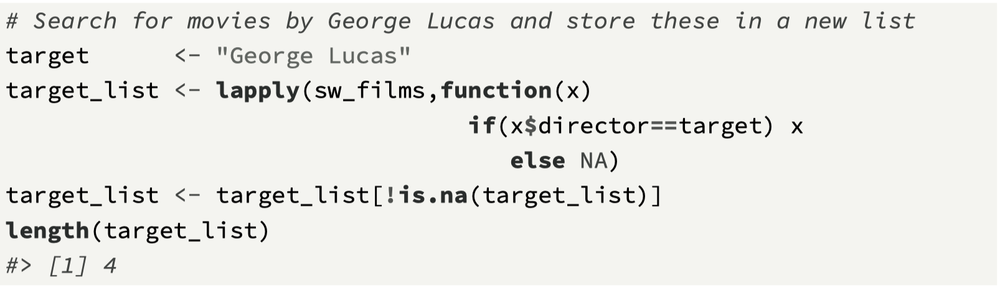 # Search for movies by George Lucas and store these in a new list
target      <- "George Lucas"
target_list <- lapply(sw_films,function(x)
                                 if(x$director==target) x
                                    else NA)
target_list <- target_list[!is.na(target_list)]
length(target_list)
#> [1] 4